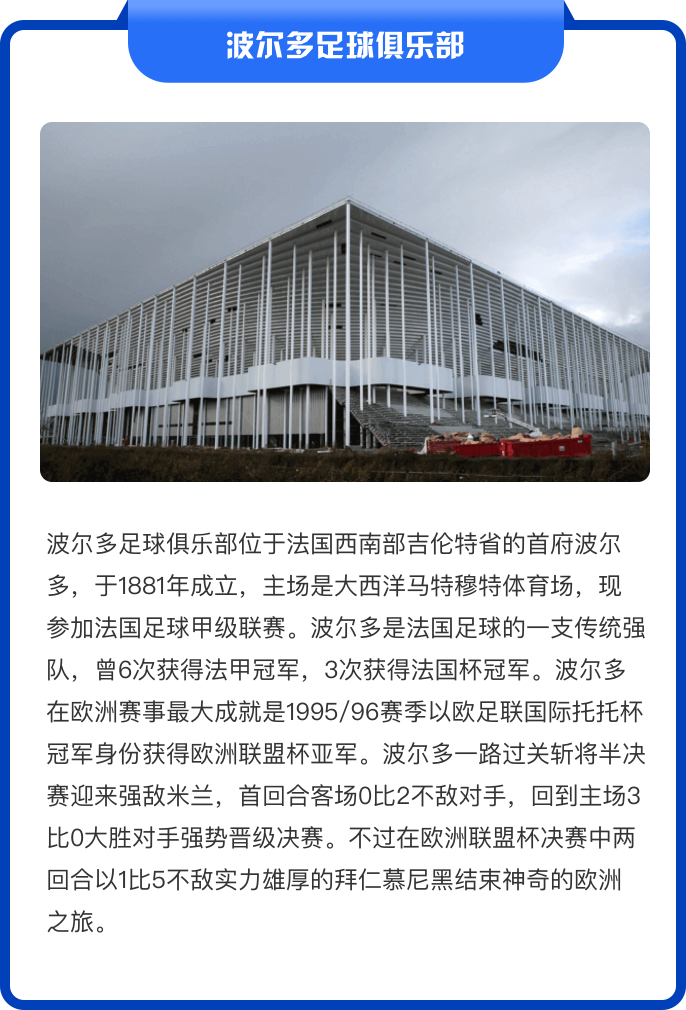 波尔多足球俱乐部
波尔多足球俱乐部位于法国西南部吉伦特省的首府波尔
多，于1881年成立，主场是大西洋马特穆特体育场，现
参加法国足球甲级联赛。波尔多是法国足球的一支传统强
队，曾6次获得法甲冠军，3次获得法国杯冠军。波尔多
在欧洲赛事最大成就是1995/96赛季以欧足联国际托托杯
冠军身份获得欧洲联盟杯亚军。波尔多一路过关斩将半决
赛迎来强敌米兰，首回合客场0比2不敌对手，回到主场3
比0大胜对手强势晋级决赛。不过在欧洲联盟杯决赛中两
回合以1比5不敌实力雄厚的拜仁慕尼黑结束神奇的欧洲
之旅。